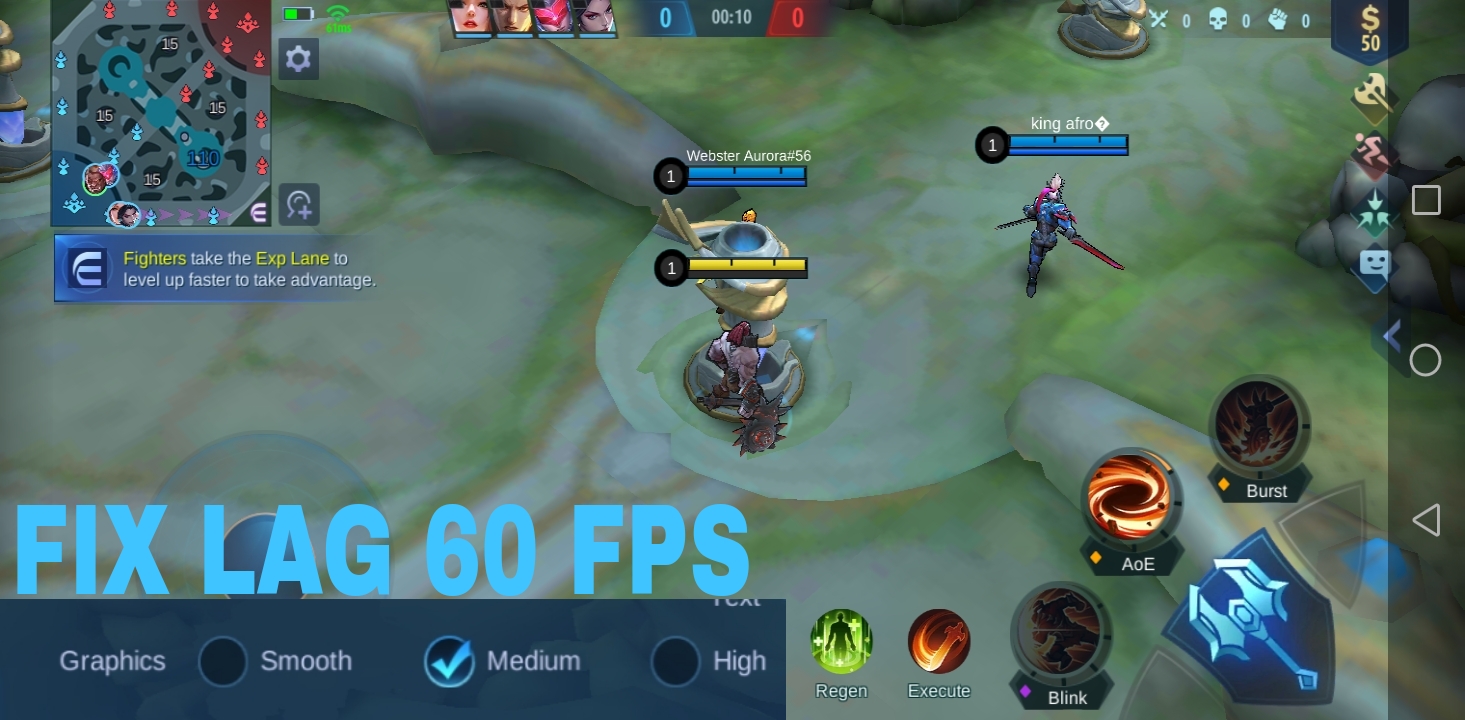 61ms
0
00:10
0
0
0
0
$
50
15
15
15
110
15
king afro�
1
Webster Aurora#56
1
1
Fighters take the Exp Lane to
level up faster to take advantage.
Burst
AoE
FIX LAG 60 FPS
Graphics Smooth Medium High
Regen
Execute
Blink